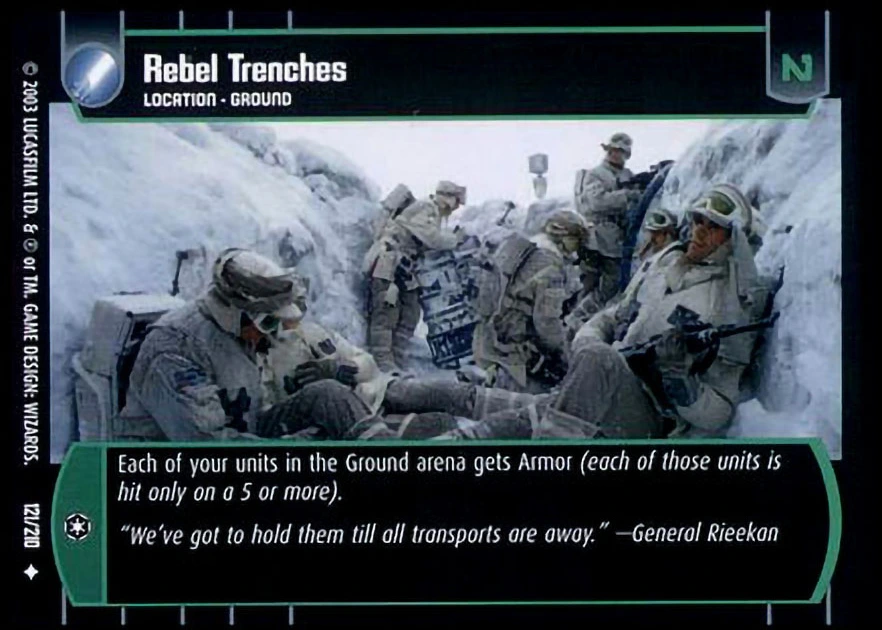 Rebel Trenches
LOCATION - GROUND
N
Each of your units in the Ground arena gets Armor (each of those units is
hit only on a 5 or more).
“We’ve got to hold them till all transports are away.” —General Rieekan
© 2003 LUCASFILM LTD. & ® or TM. GAME DESIGN: WIZARDS.
121/210